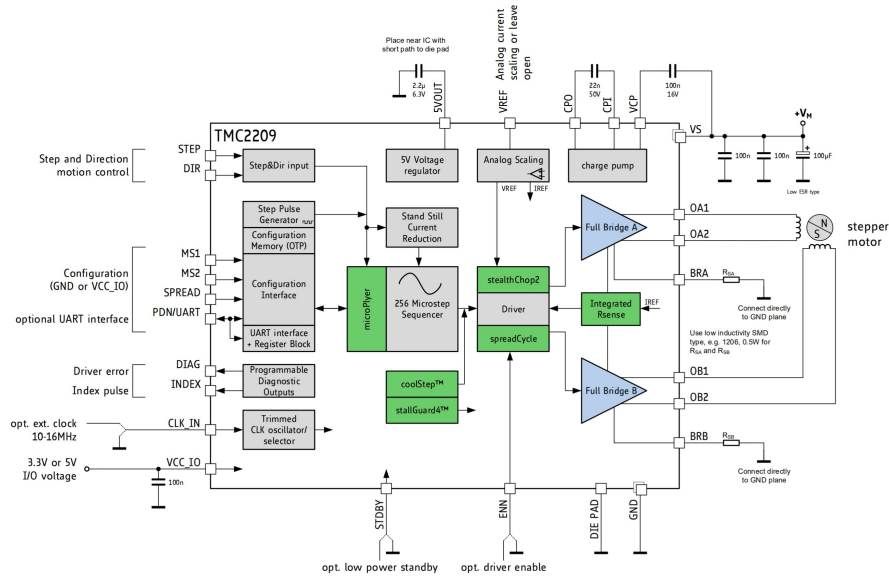 Place near IC with
short path to die pad
2.2µ
6.3V
5VOUT
Analog current
scaling or leave
open
VREF
CPO
22n
50V
CPI
VCP
100n
16V
+VM
VS
100n
100n
+
100µF
Low ESR type
TMC2209
Step and Direction
motion control
STEP
DIR
Step&Dir input
5V Voltage
regulator
Analog Scaling
VREF
IREF
charge pump
Step Pulse
Generator
Configuration
Memory (OTP)
Configuration
Interface
UART interface
+ Register Block
Stand Still
Current
Reduction
Configuration
(GND or VCC_IO)
optional UART interface
MS1
MS2
SPREAD
PDN/UART
microPlyer
256 Microstep
Sequencer
stealthChop2
Driver
spreadCycle
Integrated
Rsense
IREF
Full Bridge A
Full Bridge B
OA1
OA2
N
S
stepper
motor
BRA
RSA
Connect directly
to GND plane
Use low inductivity SMD
type, e.g. 1206, 0.5W for
RSA and RSB
OB1
OB2
BRB
RSB
Connect directly
to GND plane
Driver error
Index pulse
DIAG
INDEX
Programmable
Diagnostic
Outputs
coolStep™
stallGuard4™
opt. ext. clock
10-16MHz
CLK_IN
Trimmed
CLK oscillator/
selector
3.3V or 5V
I/O voltage
VCC_IO
100n
STDBY
ENN
DIE PAD
GND
opt. low power standby
opt. driver enable